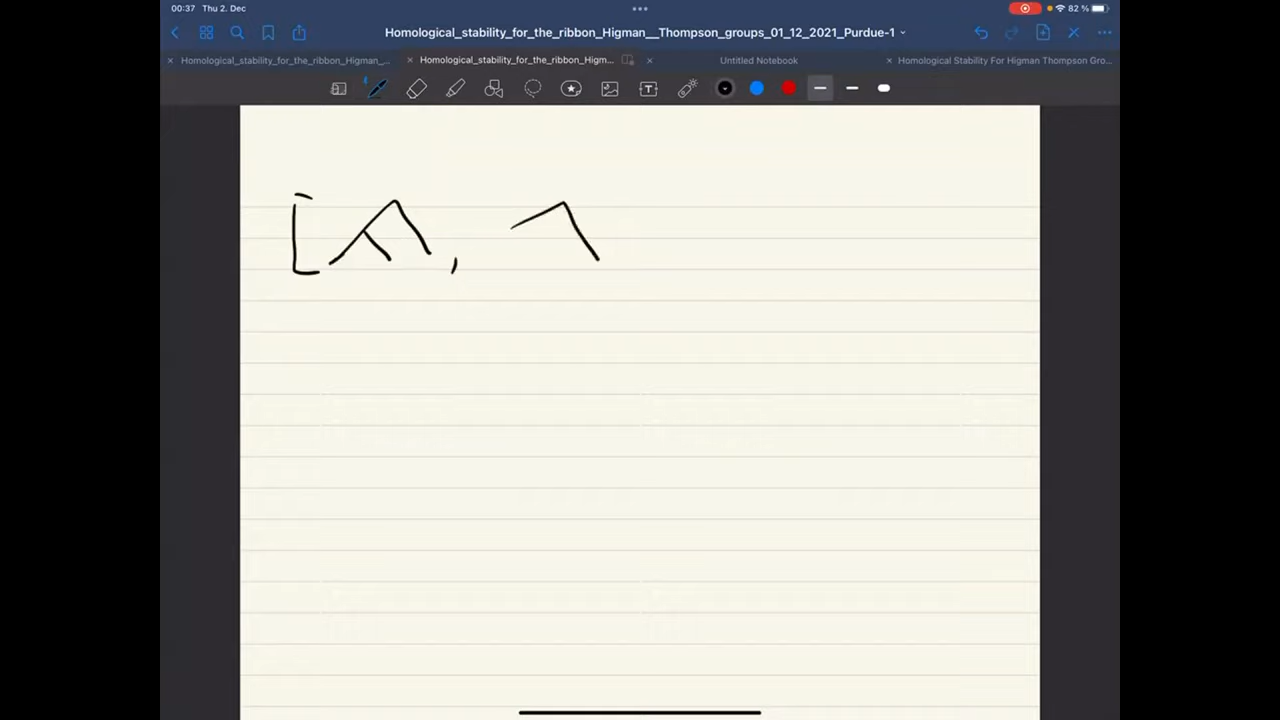 00:37 Thu 2. Dec
82 %
Homological_stability_for_the_ribbon_Higman__Thompson_groups_01_12_2021_Purdue-1
Homological_stability_for_the_ribbon_Higman_... Homological_stability_for_the_ribbon_Higm... Untitled Notebook Homological Stability For Higman Thompson Gro...
[ ,